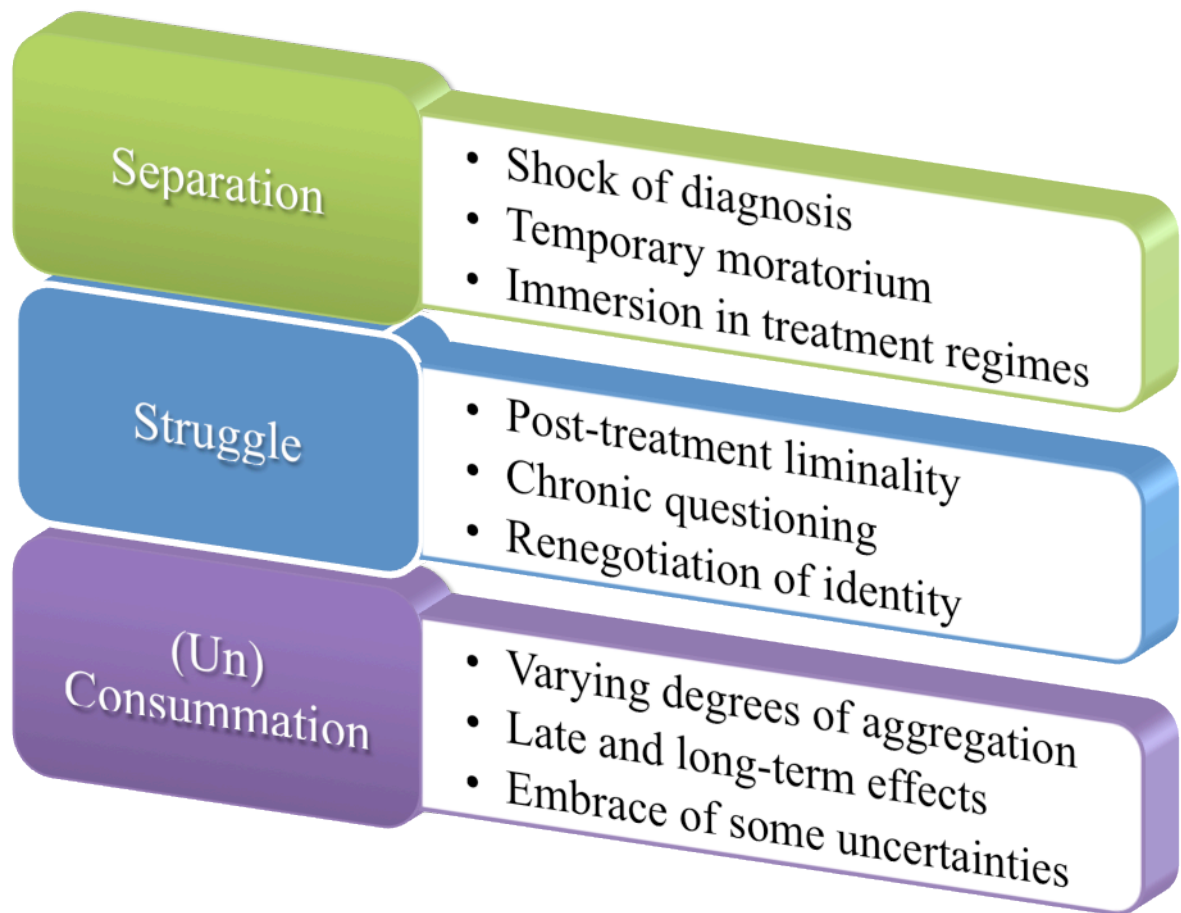 Separation
• Shock of diagnosis
• Temporary moratorium
• Immersion in treatment regimes
Struggle
• Post-treatment liminality
• Chronic questioning
• Renegotiation of identity
(Un)
Consummation
• Varying degrees of aggregation
• Late and long-term effects
• Embrace of some uncertainties